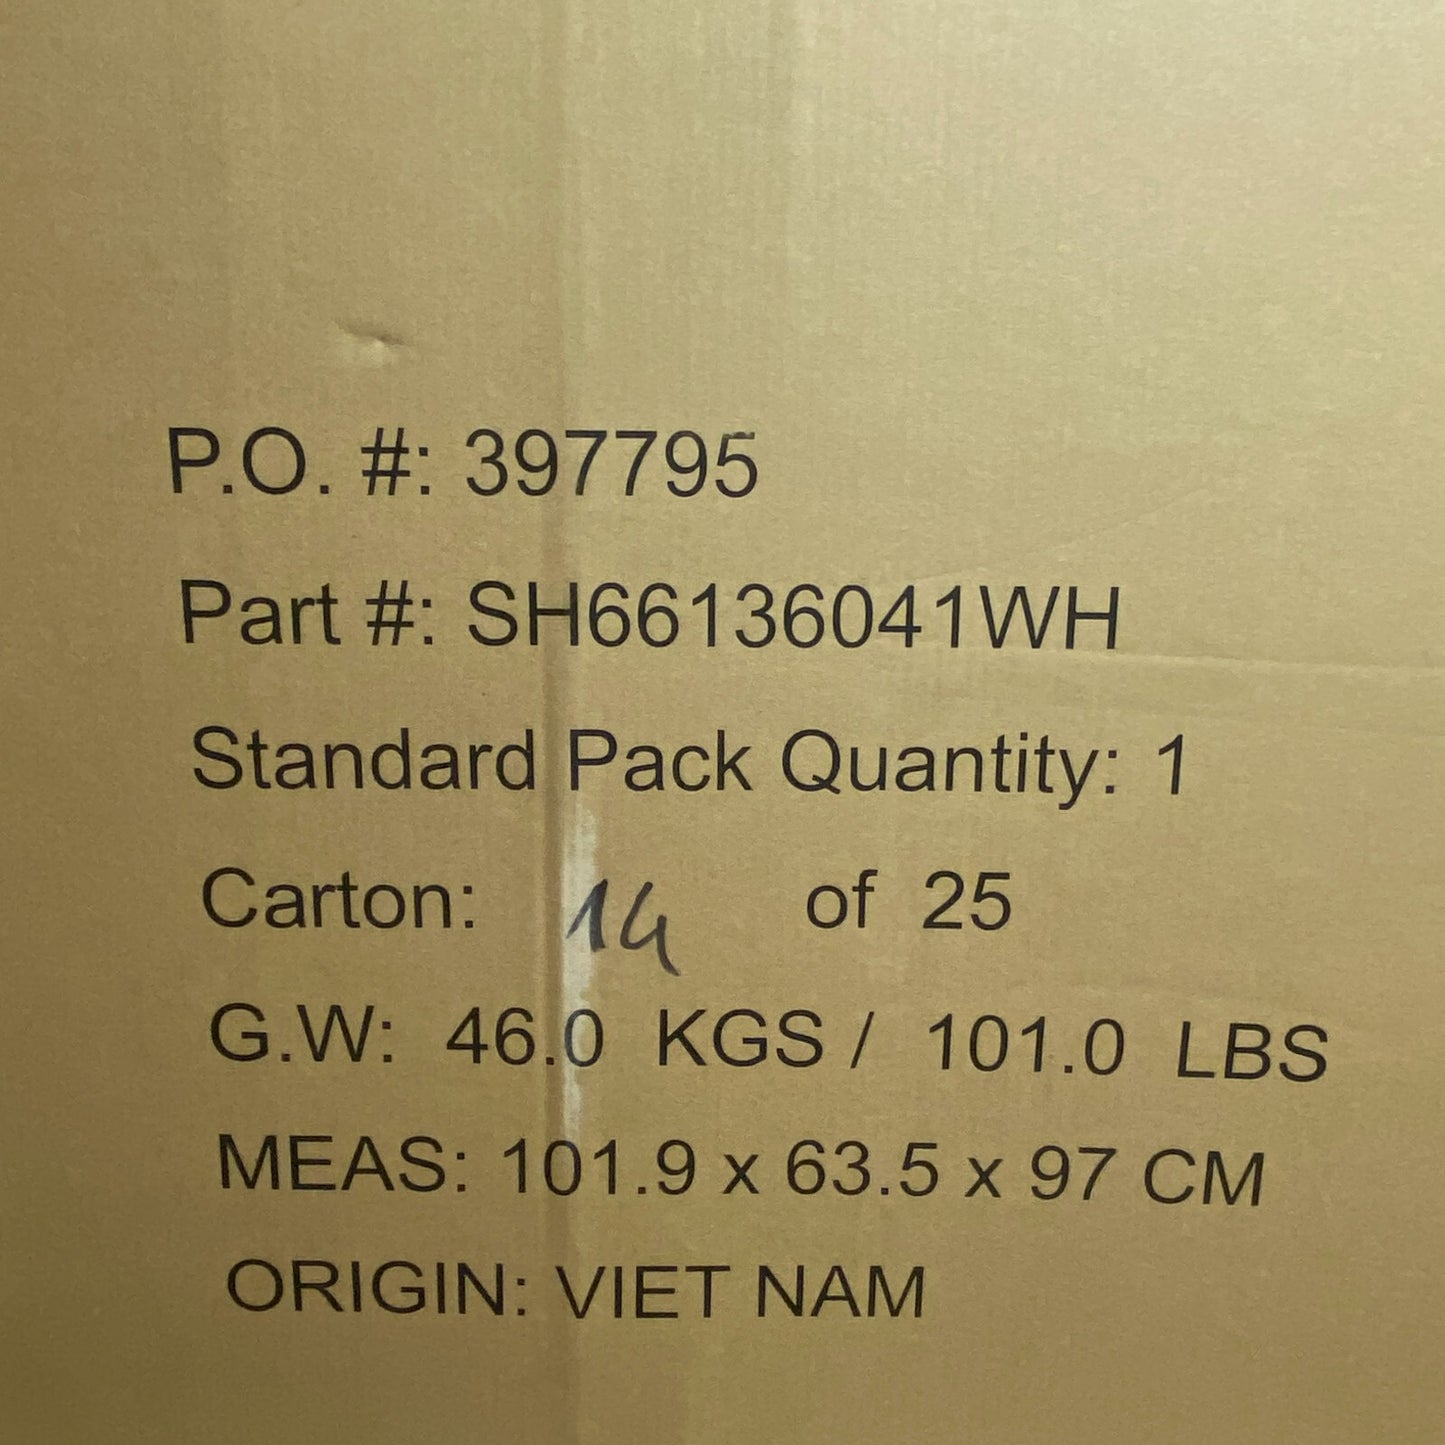 P.O. #: 397795
Part #: SH66136041WH
Standard Pack Quantity: 1
Carton: 14 of 25
G.W: 46.0 KGS / 101.0 LBS
MEAS: 101.9 x 63.5 x 97 CM
ORIGIN: VIET NAM